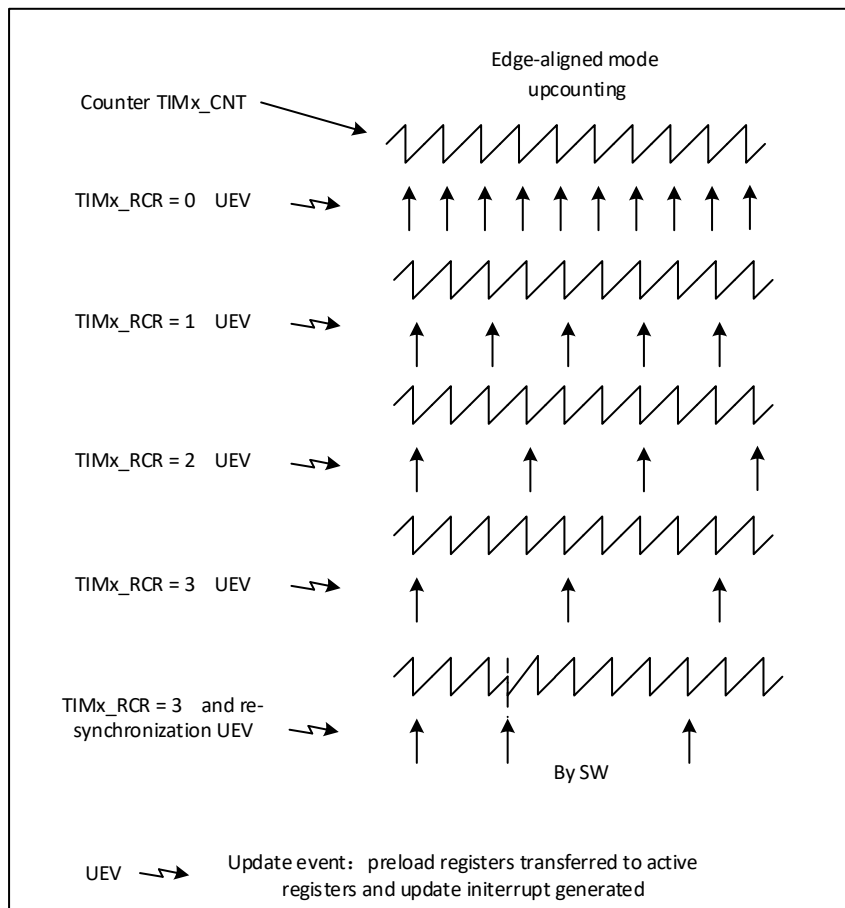 Edge-aligned mode
upcounting
Counter TIMx_CNT
TIMx_RCR = 0 UEV
TIMx_RCR = 1 UEV
TIMx_RCR = 2 UEV
TIMx_RCR = 3 UEV
TIMx_RCR = 3 and re-
synchronization UEV
By SW
UEV
Update event：preload registers transferred to active
registers and update initerrupt generated